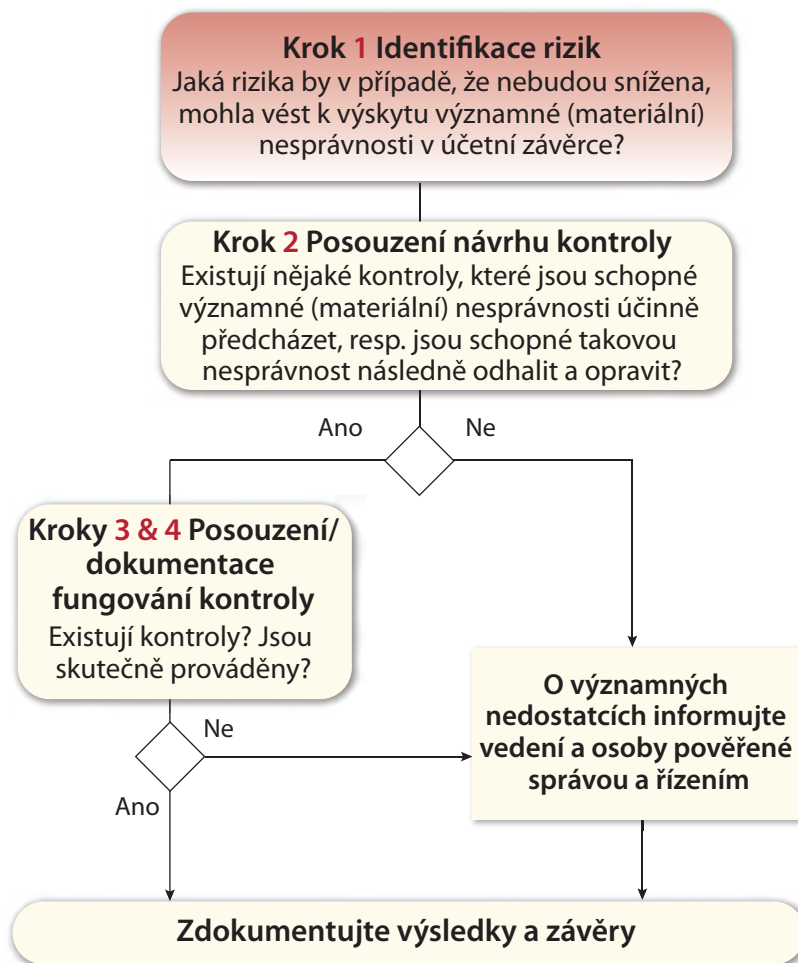 Krok 1 Identifikace rizik
Jaká rizika by v případě, že nebudou snížena,
mohla vést k výskytu významné (materiální)
nesprávnosti v účetní závěrce?
Krok 2 Posouzení návrhu kontroly
Existují nějaké kontroly, které jsou schopné
významné (materiální) nesprávnosti účinně
předcházet, resp. jsou schopné takovou
nesprávnost následně odhalit a opravit?
Ano
Ne
Kroky 3 & 4 Posouzení/
dokumentace
fungování kontroly
Existují kontroly? Jsou
skutečně prováděny?
O významných
nedostatcích informujte
vedení a osoby pověřené
správou a řízením
Ne
Ano
Zdokumentujte výsledky a závěry